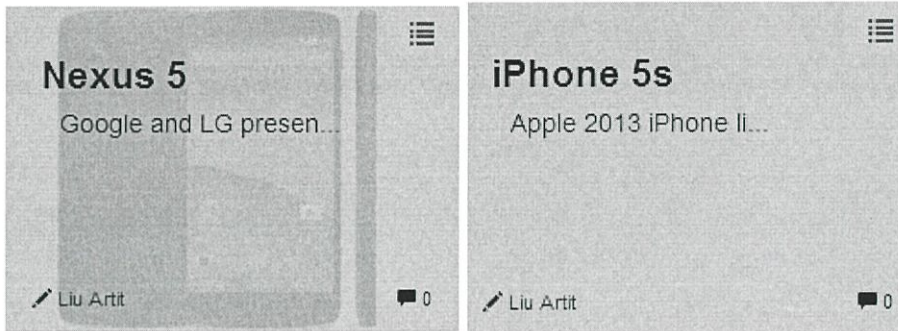 Nexus 5
Google and LG presen...
Liu Artit
0
iPhone 5s
Apple 2013 iPhone li...
Liu Artit
0